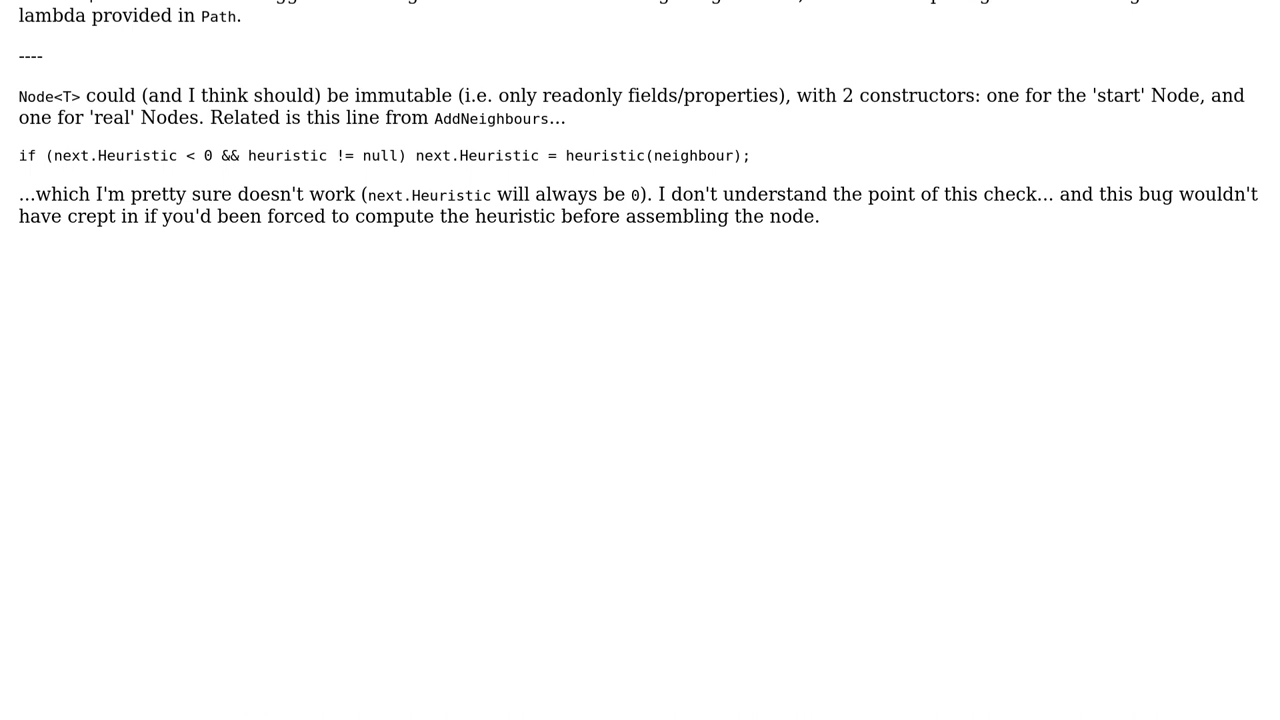 lambda provided in Path.
----
Node<T> could (and I think should) be immutable (i.e. only readonly fields/properties), with 2 constructors: one for the 'start' Node, and
one for 'real' Nodes. Related is this line from AddNeighbours...
if (next.Heuristic < 0 && heuristic != null) next.Heuristic = heuristic(neighbour);
...which I'm pretty sure doesn't work (next.Heuristic will always be 0). I don't understand the point of this check... and this bug wouldn't
have crept in if you'd been forced to compute the heuristic before assembling the node.